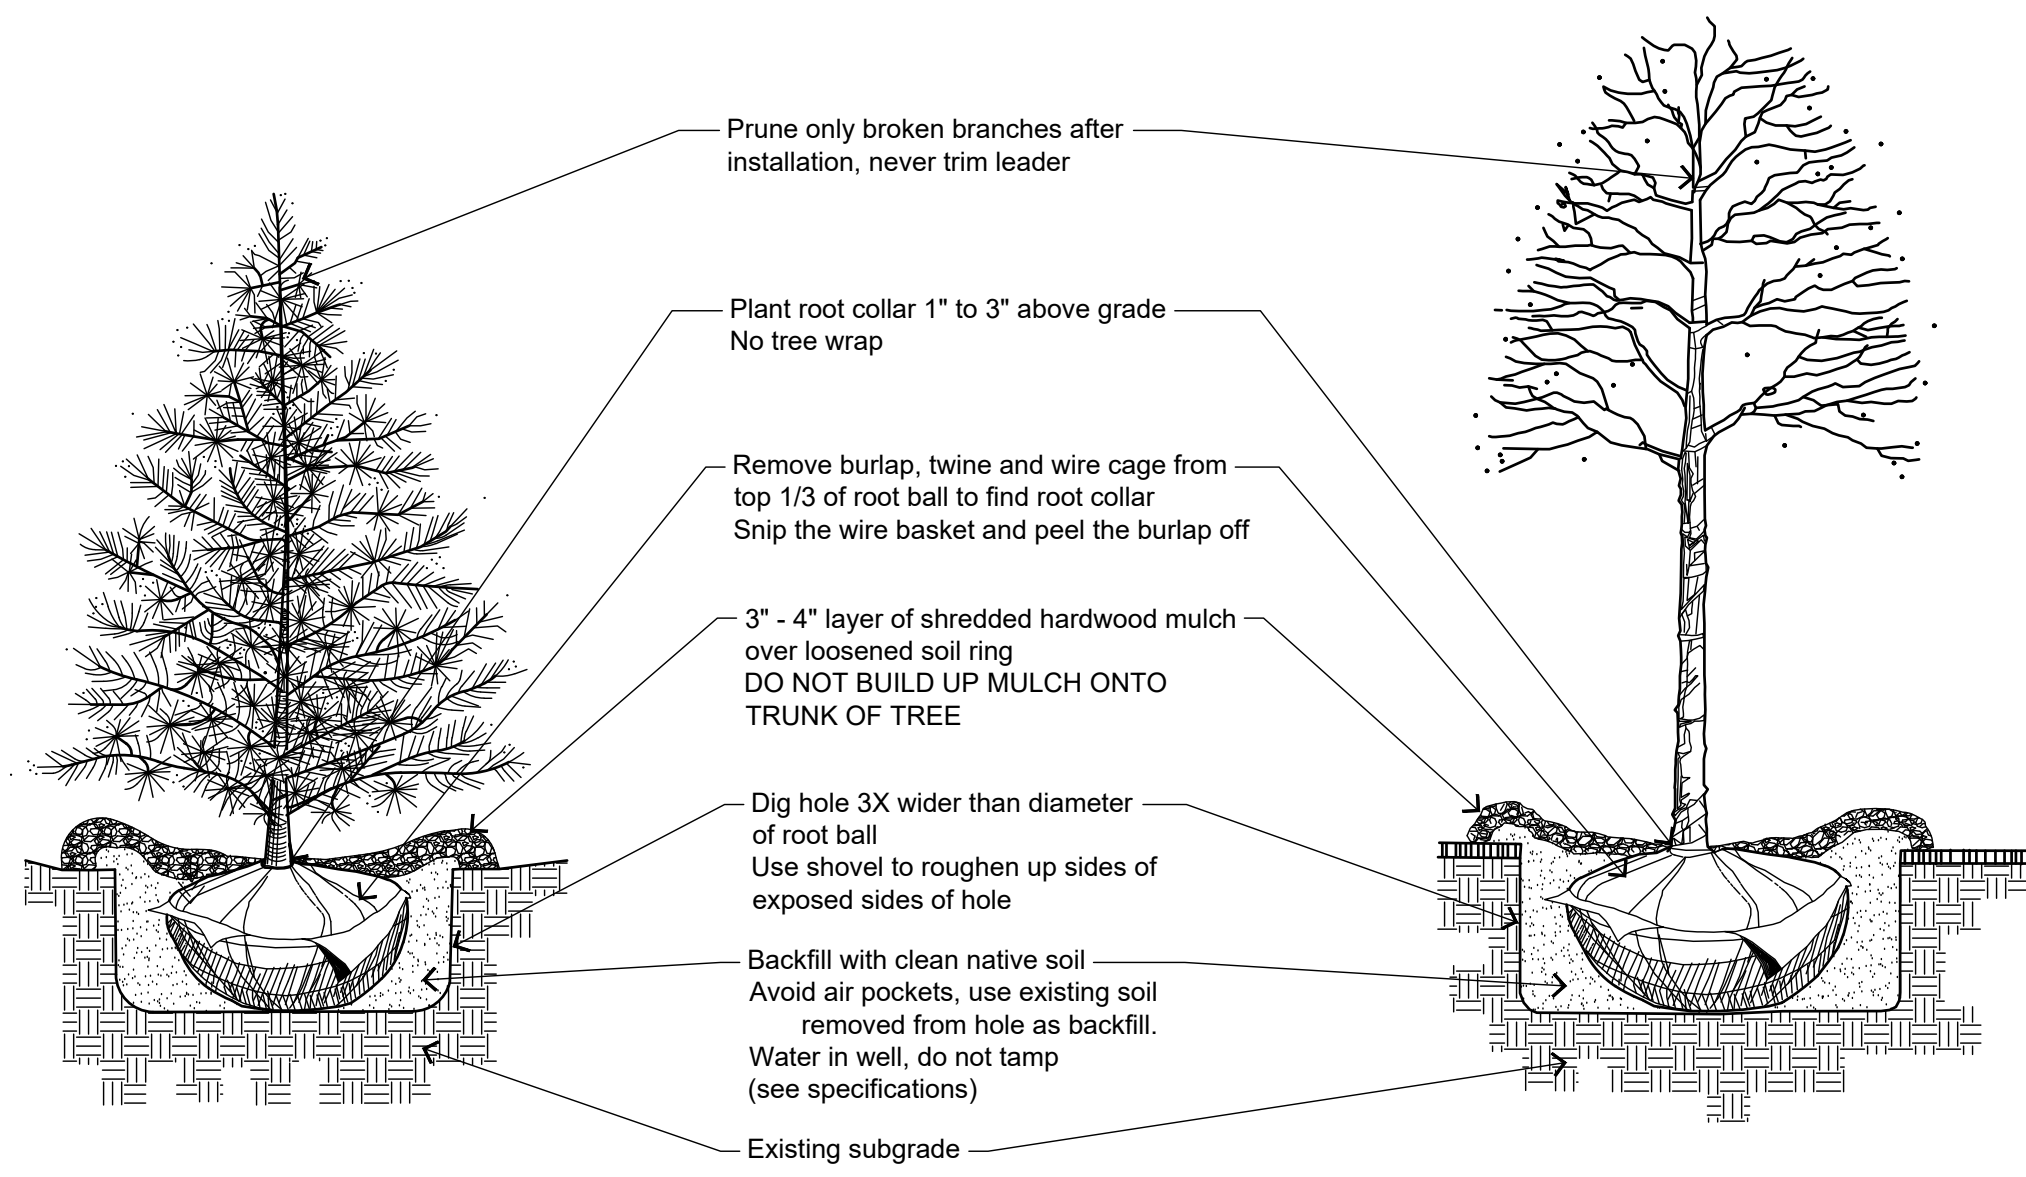 Prune only broken branches after
installation, never trim leader
Plant root collar 1" to 3" above grade
No tree wrap
Remove burlap, twine and wire cage from
top 1/3 of root ball to find root collar
Snip the wire basket and peel the burlap off
3" - 4" layer of shredded hardwood mulch
over loosened soil ring
DO NOT BUILD UP MULCH ONTO
TRUNK OF TREE
Dig hole 3X wider than diameter
of root ball
Use shovel to roughen up sides of
exposed sides of hole
Backfill with clean native soil
Avoid air pockets, use existing soil
removed from hole as backfill.
Water in well, do not tamp
(see specifications)
Existing subgrade